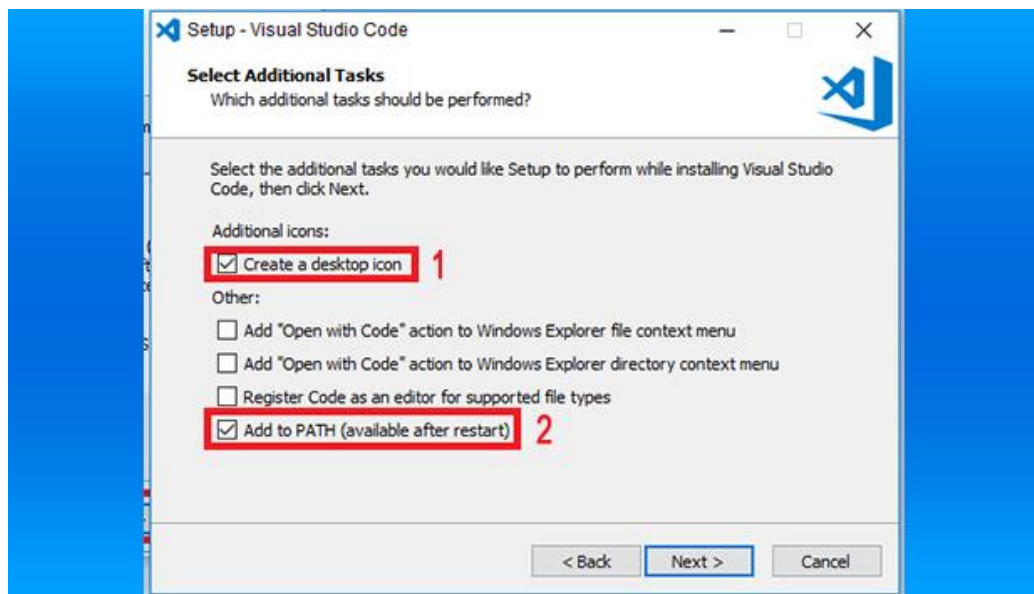 Setup - Visual Studio Code
Select Additional Tasks
Which additional tasks should be performed?
Select the additional tasks you would like Setup to perform while installing Visual Studio
Code, then click Next.
Additional icons:
Create a desktop icon 1
Other:
Add "Open with Code" action to Windows Explorer file context menu
Add "Open with Code" action to Windows Explorer directory context menu
Register Code as an editor for supported file types
Add to PATH (available after restart) 2
< Back Next > Cancel